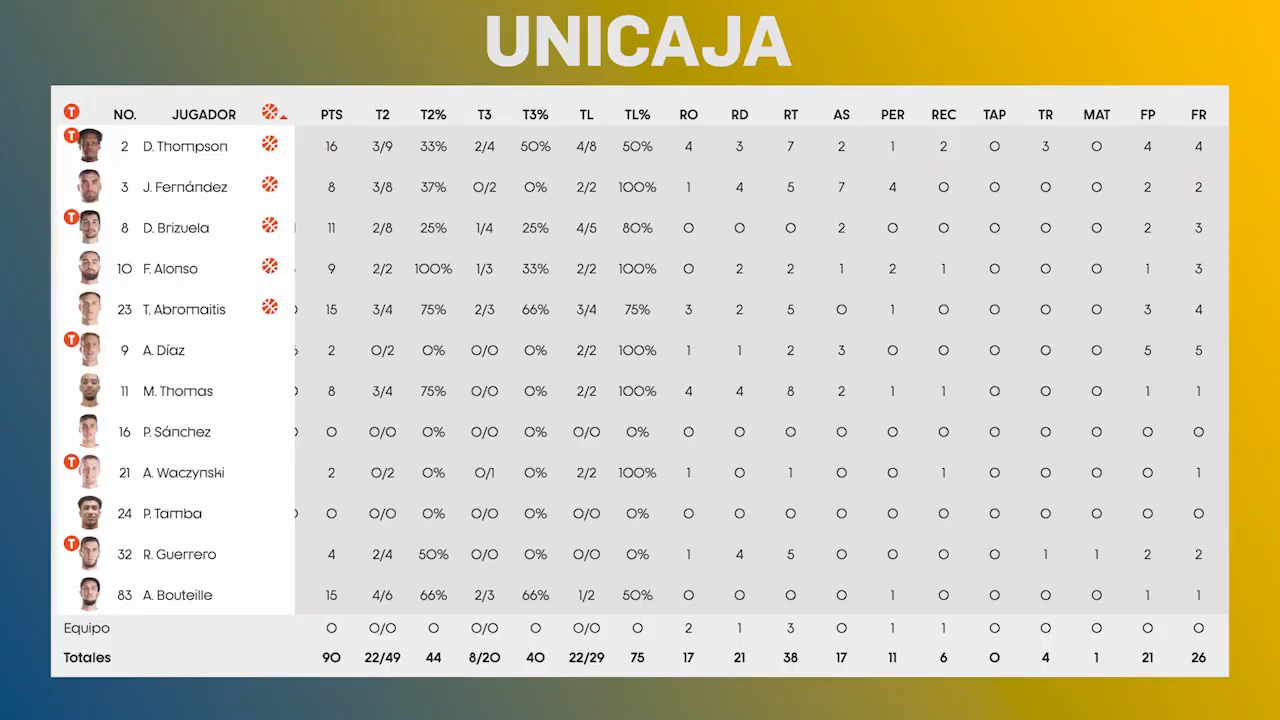 UNICAJA
T NO. JUGADOR PTS T2 T2% T3 T3% TL TL% RO RD RT AS PER REC TAP TR MAT FP FR
T 2 D. Thompson 16 3/9 33% 2/4 50% 4/8 50% 4 3 7 2 1 2 0 3 0 4 4
3 J. Fernández 8 3/8 37% 0/2 0% 2/2 100% 1 4 5 7 4 0 0 0 0 2 2
T 8 D. Brizuela 11 2/8 25% 1/4 25% 4/5 80% 0 0 0 2 0 0 0 0 0 2 3
10 F. Alonso 9 2/2 100% 1/3 33% 2/2 100% 0 2 2 1 2 1 0 0 0 1 3
23 T. Abromaitis 15 3/4 75% 2/3 66% 3/4 75% 3 2 5 0 1 0 0 0 0 3 4
T 9 A. Díaz 2 0/2 0% 0/0 0% 2/2 100% 1 1 2 3 0 0 0 0 0 5 5
11 M. Thomas 8 3/4 75% 0/0 0% 2/2 100% 4 4 8 2 1 1 0 0 0 1 1
16 P. Sánchez 0 0/0 0% 0/0 0% 0/0 0% 0 0 0 0 0 0 0 0 0 0 0
T 21 A. Waczynski 2 0/2 0% 0/1 0% 2/2 100% 1 0 1 0 0 1 0 0 0 0 1
24 P. Tamba 0 0/0 0% 0/0 0% 0/0 0% 0 0 0 0 0 0 0 0 0 0 0
T 32 R. Guerrero 4 2/4 50% 0/0 0% 0/0 0% 1 4 5 0 0 0 0 1 1 2 2
83 A. Bouteille 15 4/6 66% 2/3 66% 1/2 50% 0 0 0 0 1 0 0 0 0 1 1
Equipo 0 0/0 0 0/0 0 0/0 0 2 1 3 0 1 1 0 0 0 0 0
Totales 90 22/49 44 8/20 40 22/29 75 17 21 38 17 11 6 0 4 1 21 26